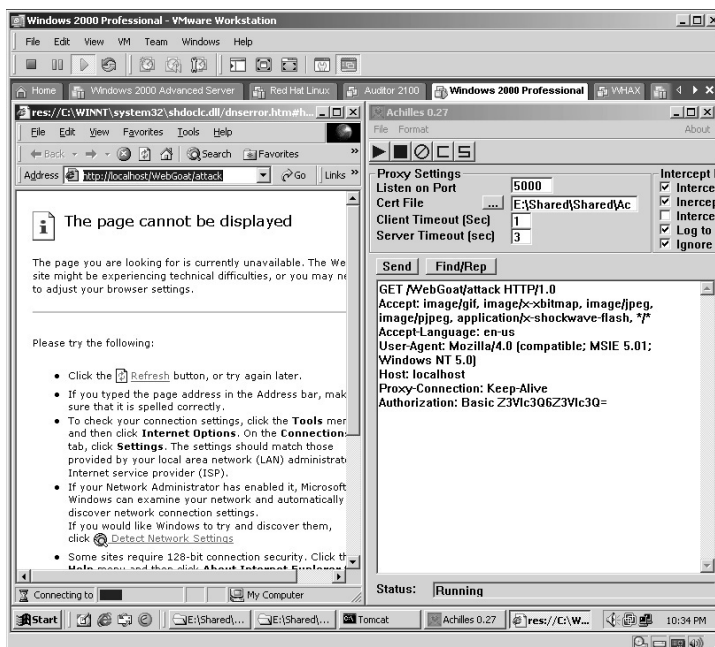 Windows 2000 Professional - VMware Workstation
File Edit View VM Team Windows Help
Home Windows 2000 Advanced Server Red Hat Linux Auditor 2100 Windows 2000 Professional WHAX
res://C:\WINNT\system32\shdoclc.dll/dnserror.htm#h...
File Edit View Favorites Tools Help
Back Search Favorites »
Address http://localhost/WebGoat/attack Go Links »
The page cannot be displayed
The page you are looking for is currently unavailable. The We
site might be experiencing technical difficulties, or you may ne
to adjust your browser settings.
Please try the following:
Click the Refresh button, or try again later.
If you typed the page address in the Address bar, mak
sure that it is spelled correctly.
To check your connection settings, click the Tools mer
and then click Internet Options. On the Connection:
tab, click Settings. The settings should match those
provided by your local area network (LAN) administrato
Internet service provider (ISP).
If your Network Administrator has enabled it, Microsoft
Windows can examine your network and automatically
discover network connection settings.
If you would like Windows to try and discover them,
click Detect Network Settings
Some sites require 128-bit connection security. Click th
Help menu and then click About Internet Explorer
Connecting to My Computer
Achilles 0.27
File Format About
Proxy Settings
Listen on Port 5000
Cert File ... E:\Shared\Shared\Ac
Client Timeout (Sec) 1
Server Timeout (sec) 3
Intercept
Interce
Inercep
Interce
Log to
Ignore
Send Find/Rep
GET /WebGoat/attack HTTP/1.0
Accept: image/gif, image/x-xbitmap, image/jpeg,
image/pjpeg, application/x-shockwave-flash, */*
Accept-Language: en-us
User-Agent: Mozilla/4.0 (compatible; MSIE 5.01;
Windows NT 5.0)
Host: localhost
Proxy-Connection: Keep-Alive
Authorization: Basic Z3Vlc3Q6Z3Vlc3Q=
Status: Running
Start E:\Shared\... E:\Shared\... Tomcat Achilles 0.27 res://C:\W... 10:34 PM